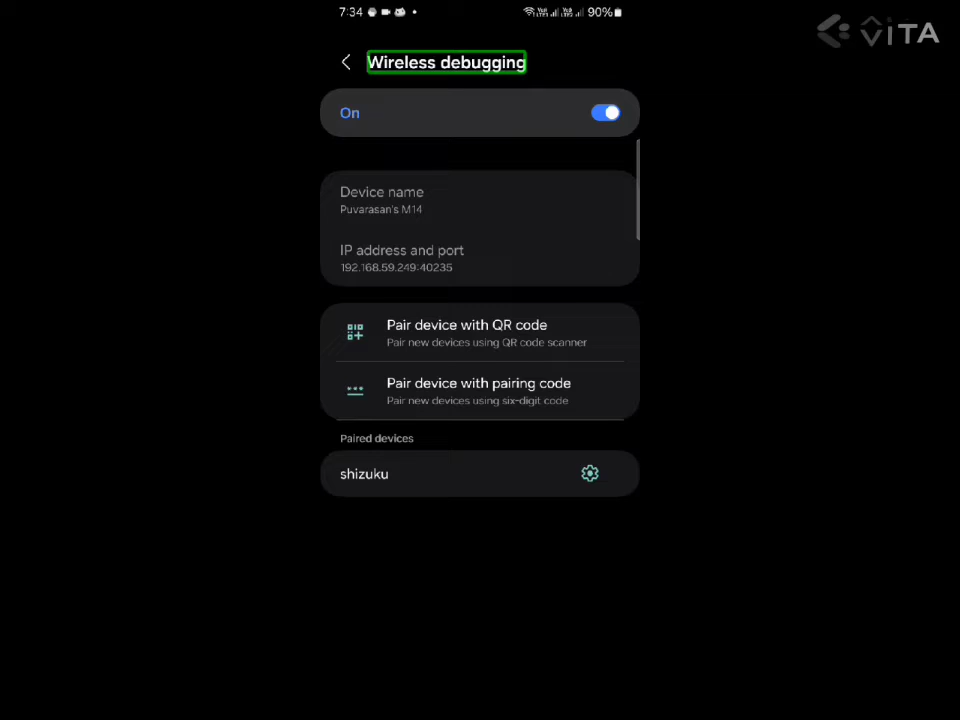 7:34
90%
ViTA
Wireless debugging
On
Device name
Puvarasan's M14
IP address and port
192.168.59.249:40235
Pair device with QR code
Pair new devices using QR code scanner
Pair device with pairing code
Pair new devices using six-digit code
Paired devices
shizuku